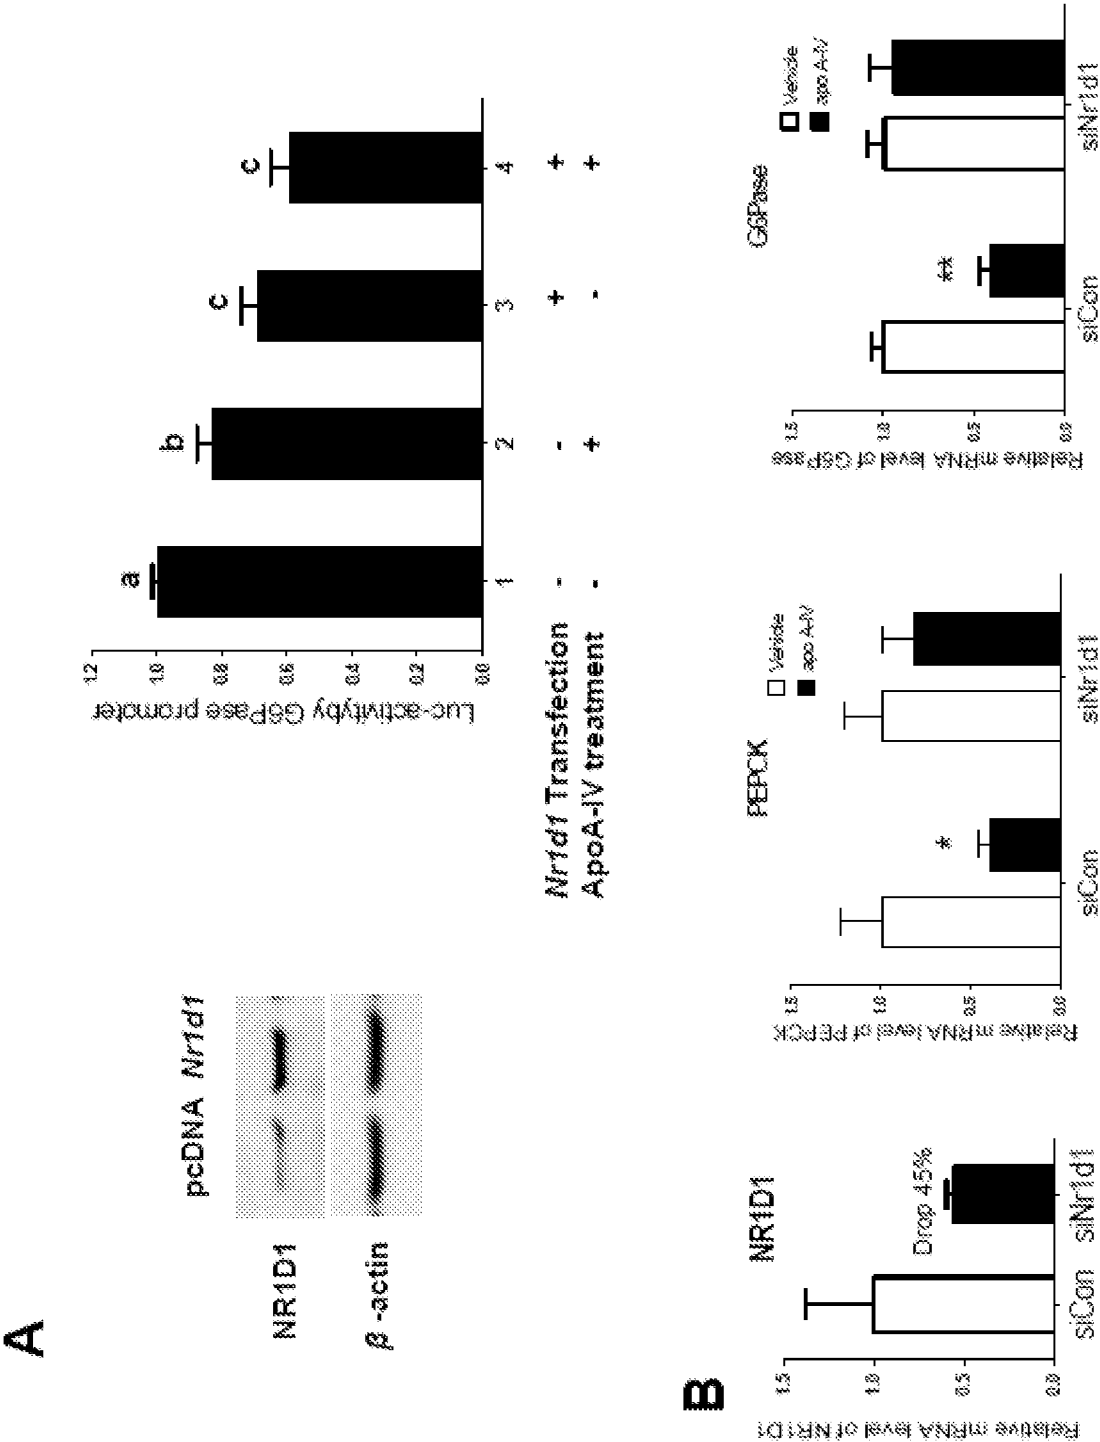 A
pcDNA Nr1d1
NR1D1
β -actin
Luc-activityby G6Pase promoter
1.2
1.0
0.8
0.6
0.4
0.2
0.0
a
b
c
c
1 2 3 4
Nr1d1 Transfection - - + +
ApoA-IV treatment - + - +
B
NR1D1
Relative mRNA level of NR1D1
1.5
1.0
0.5
0.0
Drop 45%
siCon siNr1d1
PEPCK
Vehicle
apo A-IV
Relative mRNA level of PEPCK
1.5
1.0
0.5
0.0
*
siCon siNr1d1
G6Pase
Vehicle
apo A-IV
Relative mRNA level of G6Pase
1.5
1.0
0.5
0.0
**
siCon siNr1d1